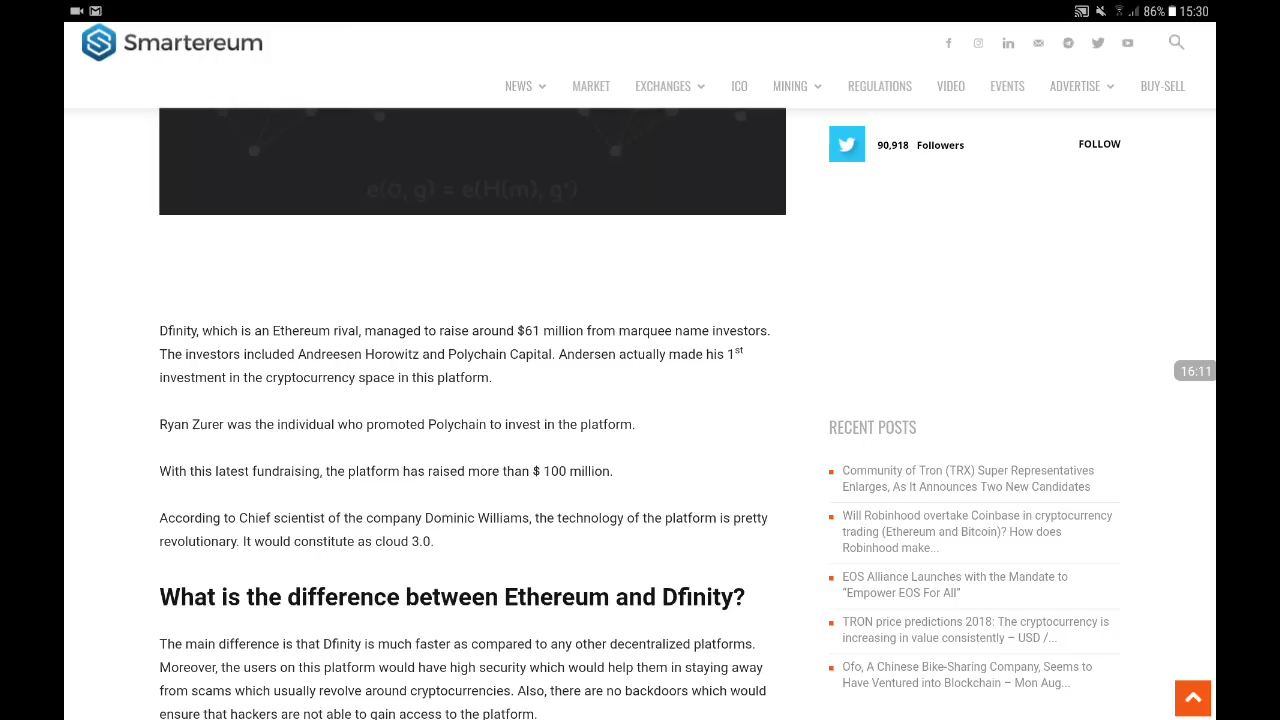 86% 15:30
Smartereum
NEWS MARKET EXCHANGES ICO MINING REGULATIONS VIDEO EVENTS ADVERTISE BUY-SELL
90,918 Followers FOLLOW
e(σ, g) = e(H(m), gˣ)
Dfinity, which is an Ethereum rival, managed to raise around $61 million from marquee name investors.
The investors included Andreesen Horowitz and Polychain Capital. Andersen actually made his 1st
investment in the cryptocurrency space in this platform.
16:11
Ryan Zurer was the individual who promoted Polychain to invest in the platform.
With this latest fundraising, the platform has raised more than $ 100 million.
According to Chief scientist of the company Dominic Williams, the technology of the platform is pretty
revolutionary. It would constitute as cloud 3.0.
What is the difference between Ethereum and Dfinity?
The main difference is that Dfinity is much faster as compared to any other decentralized platforms.
Moreover, the users on this platform would have high security which would help them in staying away
from scams which usually revolve around cryptocurrencies. Also, there are no backdoors which would
ensure that hackers are not able to gain access to the platform.
RECENT POSTS
Community of Tron (TRX) Super Representatives
Enlarges, As It Announces Two New Candidates
Will Robinhood overtake Coinbase in cryptocurrency
trading (Ethereum and Bitcoin)? How does
Robinhood make...
EOS Alliance Launches with the Mandate to
“Empower EOS For All”
TRON price predictions 2018: The cryptocurrency is
increasing in value consistently – USD /...
Ofo, A Chinese Bike-Sharing Company, Seems to
Have Ventured into Blockchain – Mon Aug...